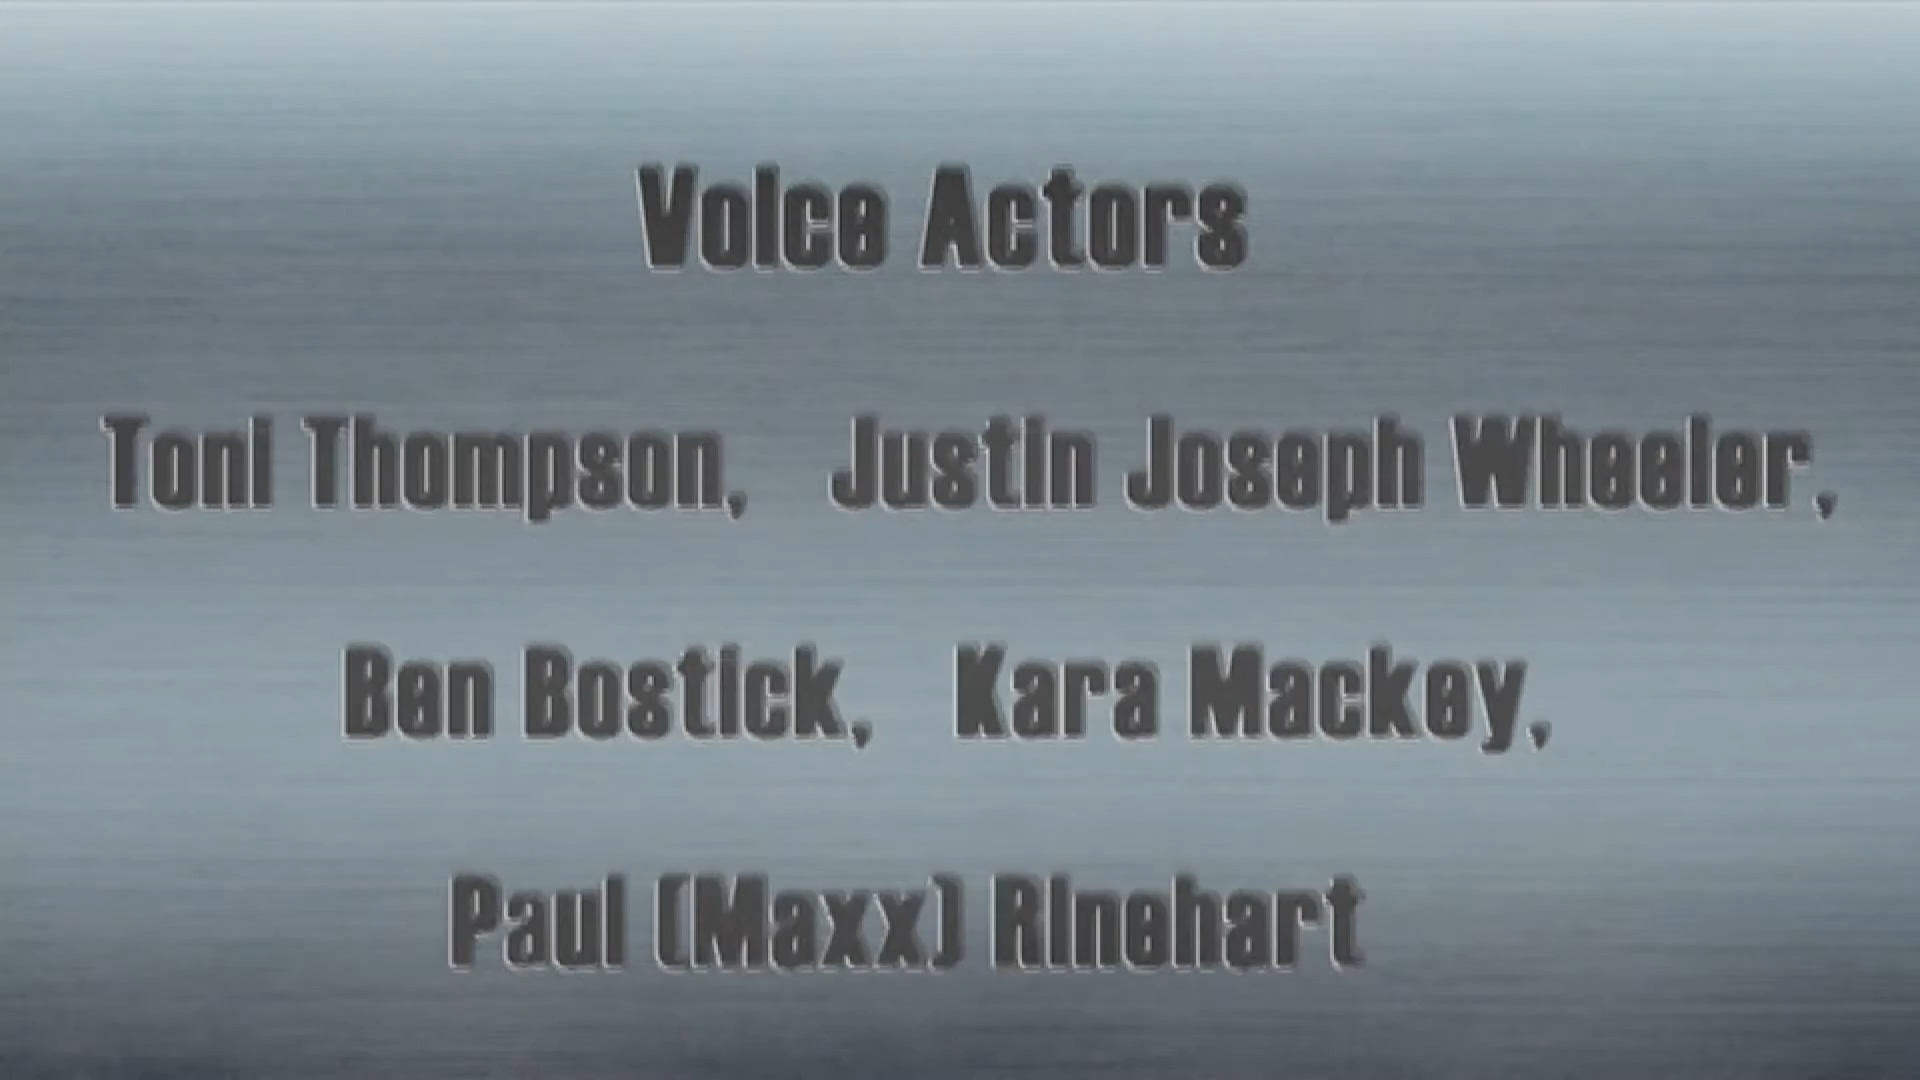 Voice Actors
Toni Thompson, Justin Joseph Wheeler,
Ben Bostick, Kara Mackey,
Paul (Maxx) Rinehart